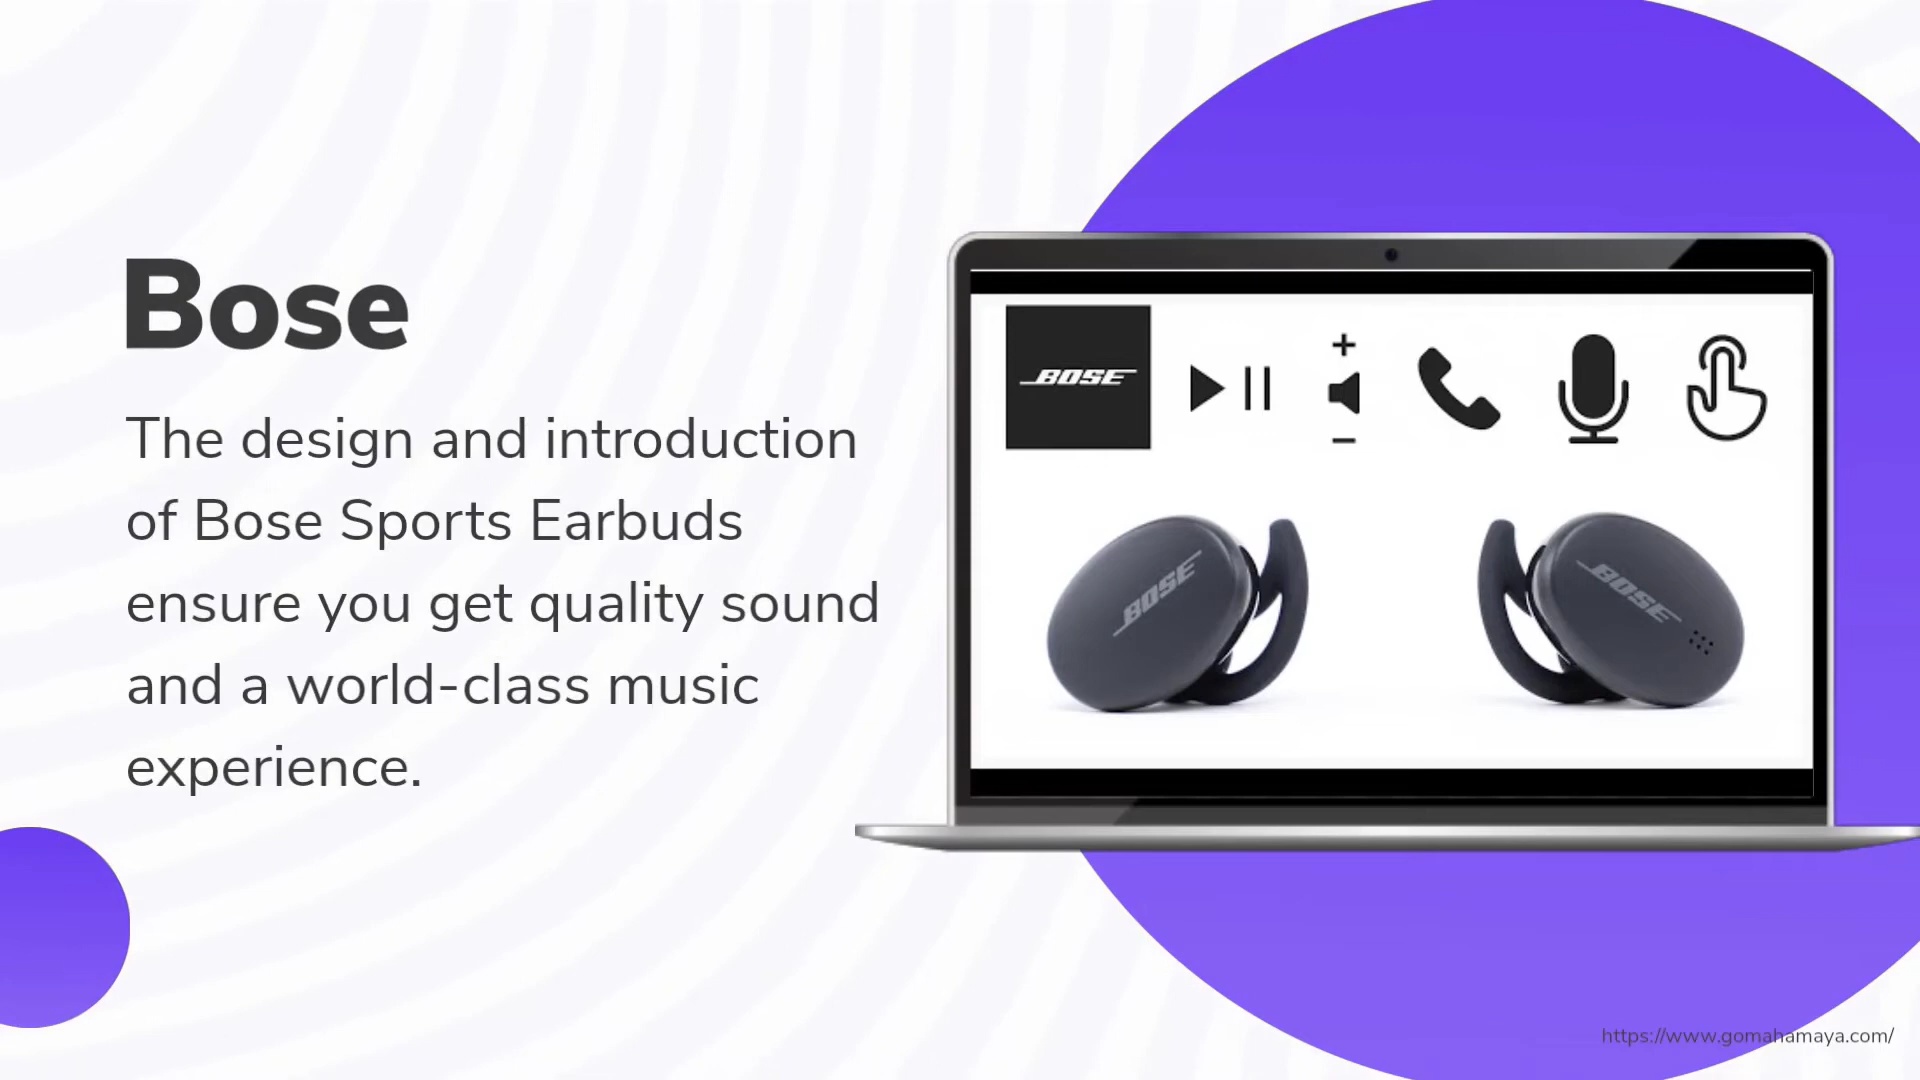 Bose
The design and introduction
of Bose Sports Earbuds
ensure you get quality sound
and a world-class music
experience.
BOSE
BOSE
BOSE
https://www.gomahamaya.com/